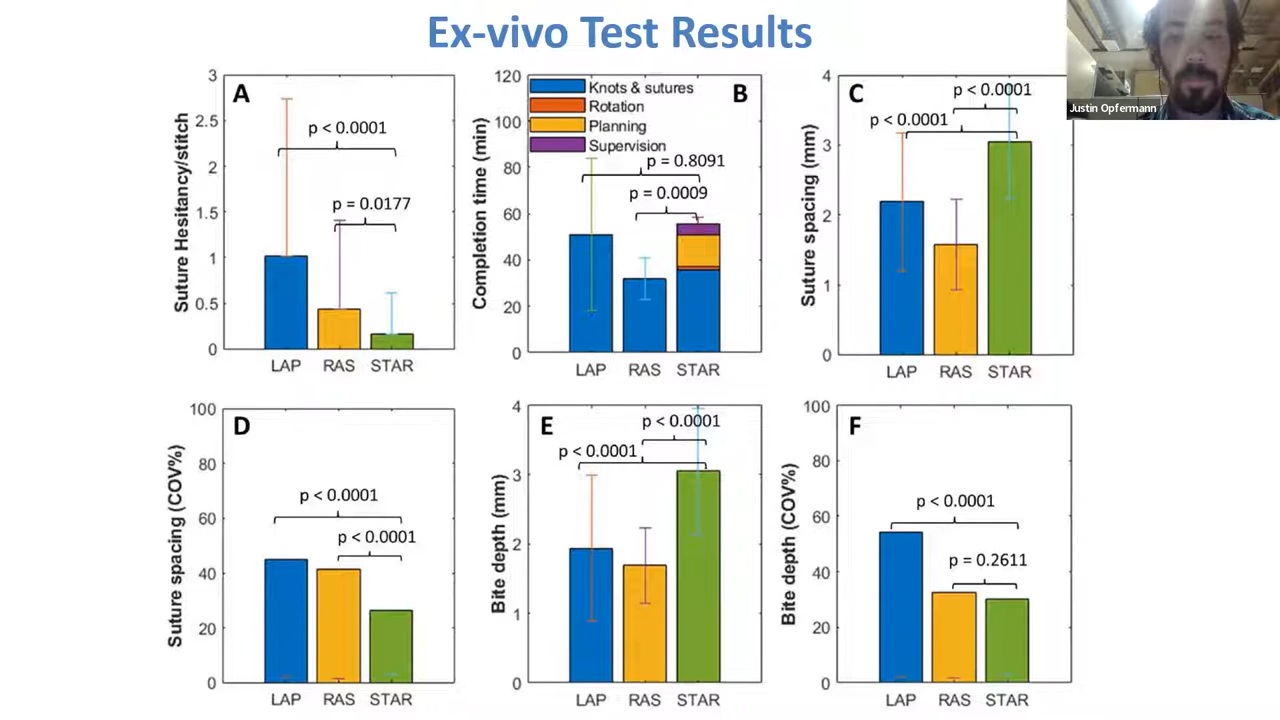 Ex-vivo Test Results
Justin Opfermann
A
Suture Hesitancy/stitch
3
2.5
2
1.5
1
0.5
0
p < 0.0001
p = 0.0177
LAP RAS STAR
B
Completion time (min)
120
100
80
60
40
20
0
Knots & sutures
Rotation
Planning
Supervision
p = 0.8091
p = 0.0009
LAP RAS STAR
C
Suture spacing (mm)
4
3
2
1
0
p < 0.0001
p < 0.0001
LAP RAS STAR
D
Suture spacing (COV%)
100
80
60
40
20
0
p < 0.0001
p < 0.0001
LAP RAS STAR
E
Bite depth (mm)
4
3
2
1
0
p < 0.0001
p < 0.0001
LAP RAS STAR
F
Bite depth (COV%)
100
80
60
40
20
0
p < 0.0001
p = 0.2611
LAP RAS STAR